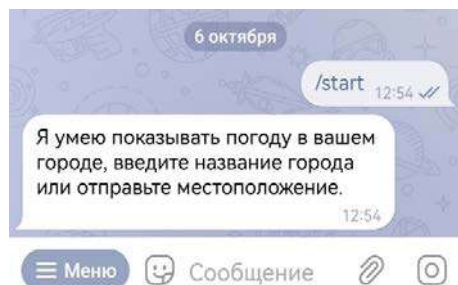 6 октября
/start 12:54
Я умею показывать погоду в вашем
городе, введите название города
или отправьте местоположение.
12:54
Меню Сообщение